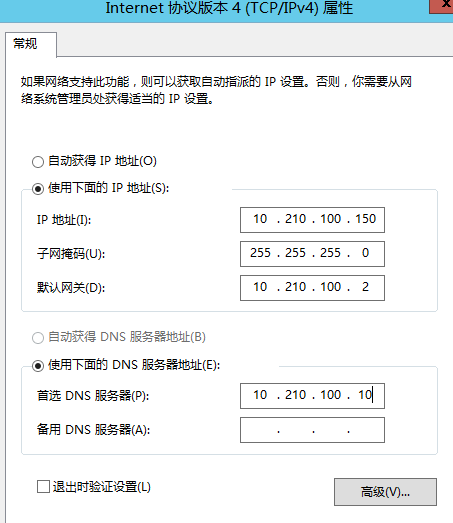 Internet 协议版本 4 (TCP/IPv4) 属性
常规
如果网络支持此功能，则可以获取自动指派的 IP 设置。否则，你需要从网
络系统管理员处获得适当的 IP 设置。
自动获得 IP 地址(O)
使用下面的 IP 地址(S):
IP 地址(I): 10 . 210 . 100 . 150
子网掩码(U): 255 . 255 . 255 . 0
默认网关(D): 10 . 210 . 100 . 2
自动获得 DNS 服务器地址(B)
使用下面的 DNS 服务器地址(E):
首选 DNS 服务器(P): 10 . 210 . 100 . 10
备用 DNS 服务器(A): . . .
退出时验证设置(L)
高级(V)...